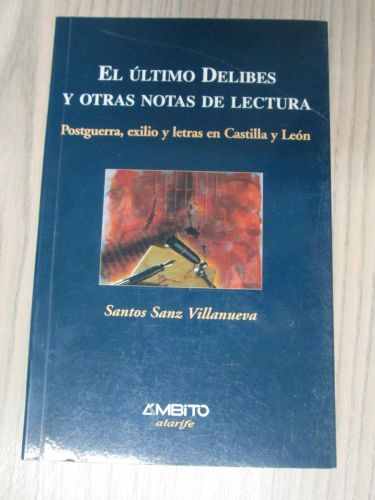 EL ÚLTIMO DELIBES
Y OTRAS NOTAS DE LECTURA
Postguerra, exilio y letras en Castilla y León
Santos Sanz Villanueva
ÁMBITO
alarife